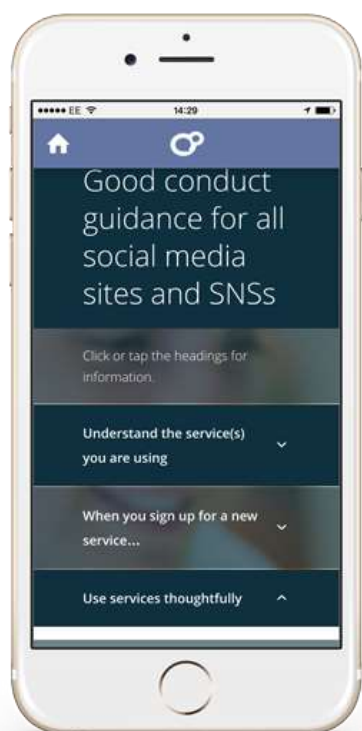 EE 14:29
Good conduct
guidance for all
social media
sites and SNSs
Click or tap the headings for
information.
Understand the service(s)
you are using
When you sign up for a new
service...
Use services thoughtfully